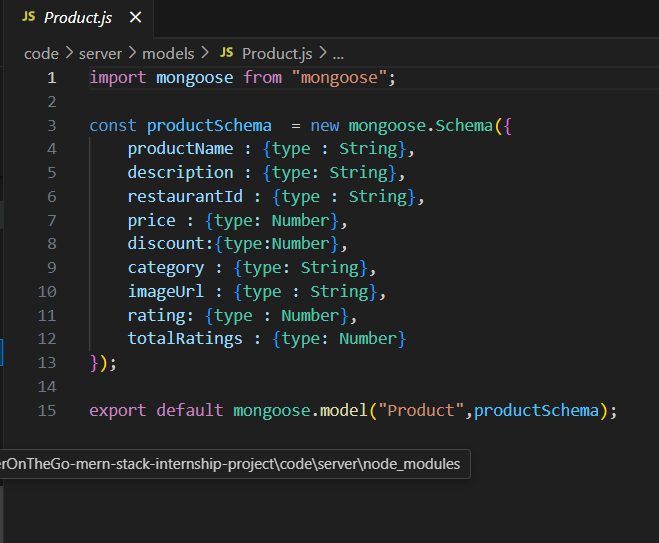 JS Product.js ×
code > server > models > JS Product.js > ...
1 import mongoose from "mongoose";
2
3 const productSchema  = new mongoose.Schema({
4     productName : {type : String},
5     description : {type: String},
6     restaurantId : {type : String},
7     price : {type: Number},
8     discount:{type:Number},
9     category : {type: String},
10     imageUrl : {type : String},
11     rating: {type : Number},
12     totalRatings : {type: Number}
13 });
14
15 export default mongoose.model("Product",productSchema);
erOnTheGo-mern-stack-internship-project\code\server\node_modules